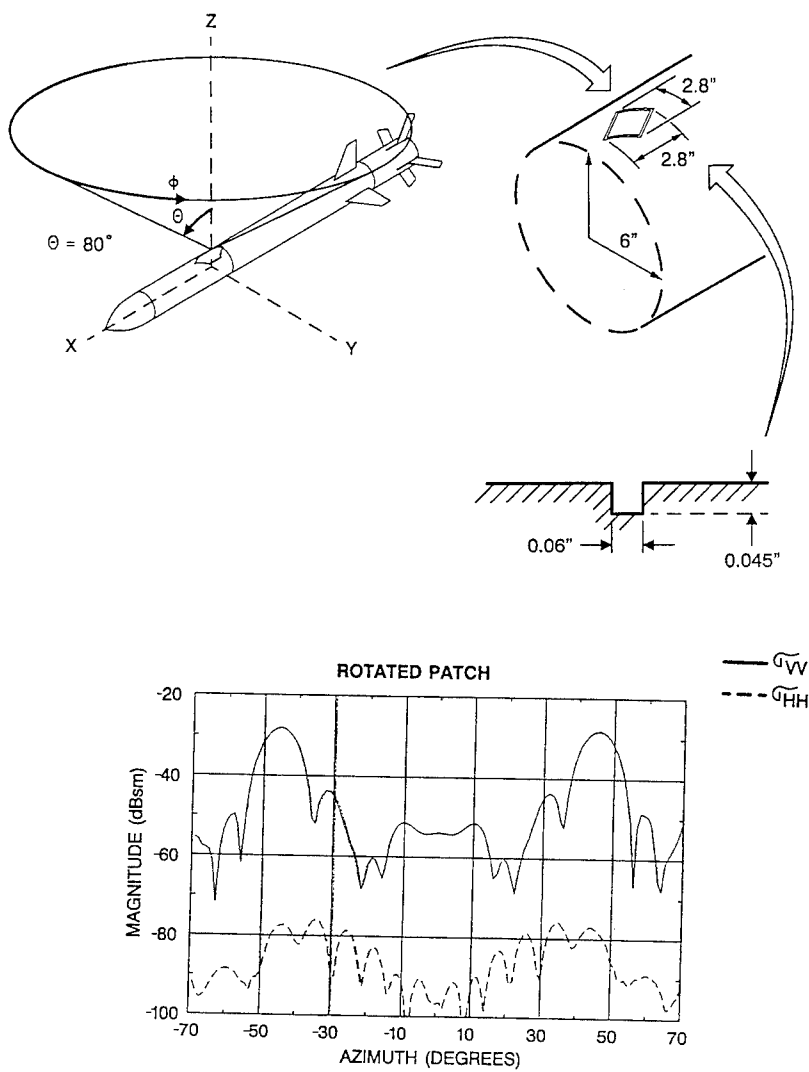 Z
2.8"
2.8"
ϕ
Θ
Θ = 80°
6"
X
Y
0.06"
0.045"
ROTATED PATCH
σVV
σHH
MAGNITUDE (dBsm)
-20
-40
-60
-80
-100
-70
-50
-30
-10
10
30
50
70
AZIMUTH (DEGREES)